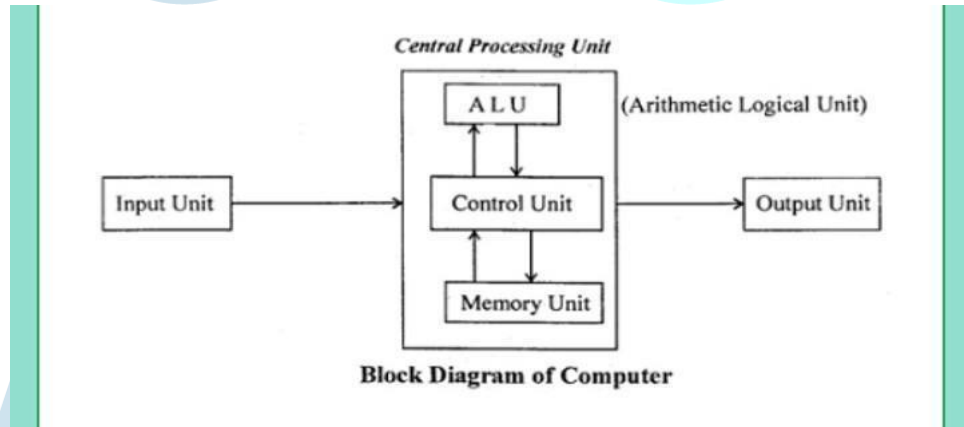 Central Processing Unit
A L U
(Arithmetic Logical Unit)
Input Unit
Control Unit
Output Unit
Memory Unit
Block Diagram of Computer